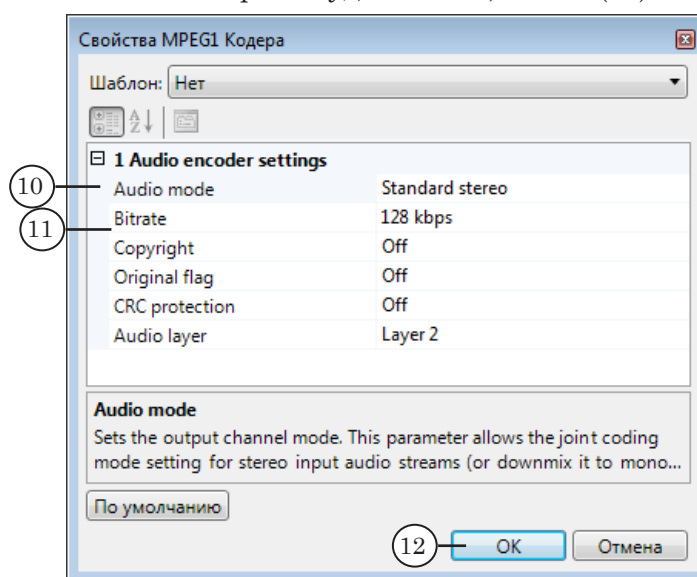 Свойства MPEG1 Кодера
Шаблон: Нет
1 Audio encoder settings
10 Audio mode Standard stereo
11 Bitrate 128 kbps
Copyright Off
Original flag Off
CRC protection Off
Audio layer Layer 2
Audio mode
Sets the output channel mode. This parameter allows the joint coding
mode setting for stereo input audio streams (or downmix it to mono...
По умолчанию
12 OK Отмена